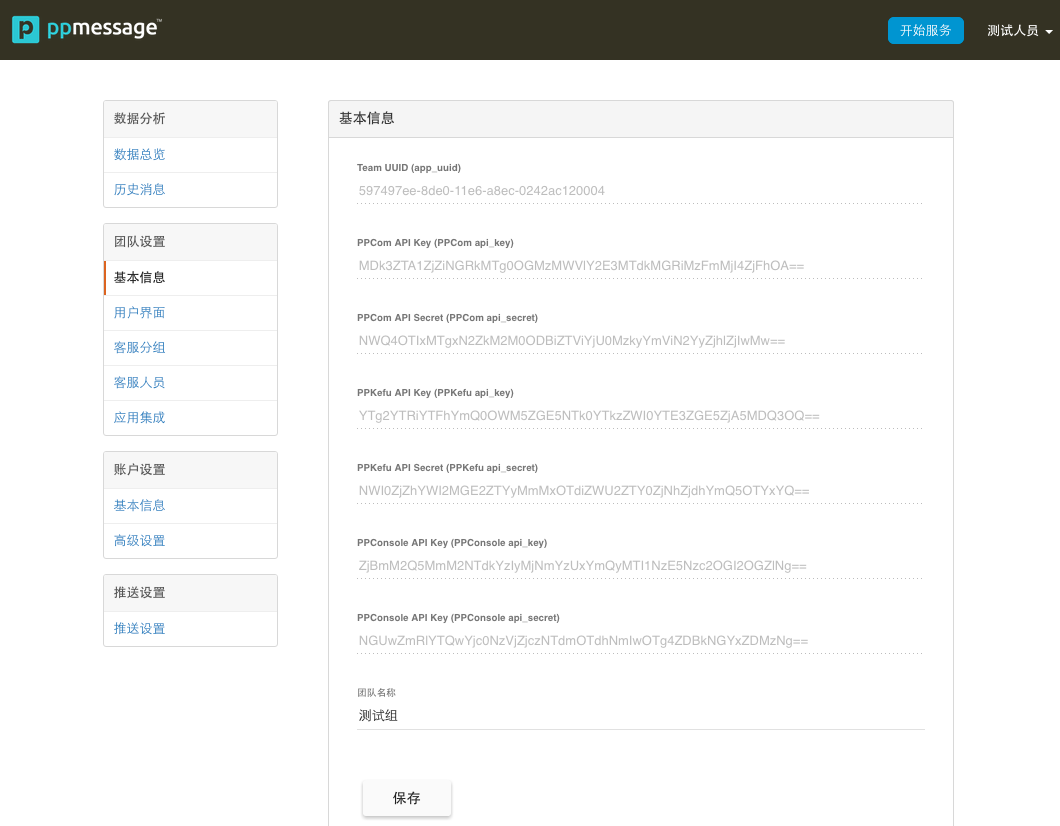 ppmessage™
开始服务
测试人员
数据分析
数据总览
历史消息
团队设置
基本信息
用户界面
客服分组
客服人员
应用集成
账户设置
基本信息
高级设置
推送设置
推送设置
基本信息
Team UUID (app_uuid)
597497ee-8de0-11e6-a8ec-0242ac120004
PPCom API Key (PPCom api_key)
MDk3ZTA1ZjZiNGRkMTg0OGMzMWVlY2E3MTdkMGRiMzFmMjI4ZjFhOA==
PPCom API Secret (PPCom api_secret)
NWQ4OTIxMTgxN2ZkM2M0ODBiZTViYjU0MzkyYmViN2YyZjhlZjIwMw==
PPKefu API Key (PPKefu api_key)
YTg2YTRiYTFhYmQ0OWM5ZGE5NTk0YTkzZWI0YTE3ZGE5ZjA5MDQ3OQ==
PPKefu API Secret (PPKefu api_secret)
NWI0ZjZhYWI2MGE2ZTYyMmMxOTdiZWU2ZTY0ZjNhZjdhYmQ5OTYxYQ==
PPConsole API Key (PPConsole api_key)
ZjBmM2Q5MmM2NTdkYzIyMjNmYzUxYmQyMTI1NzE5Nzc2OGI2OGZlNg==
PPConsole API Key (PPConsole api_secret)
NGUwZmRlYTQwYjc0NzVjZjczNTdmOTdhNmIwOTg4ZDBkNGYxZDMzNg==
团队名称
测试组
保存